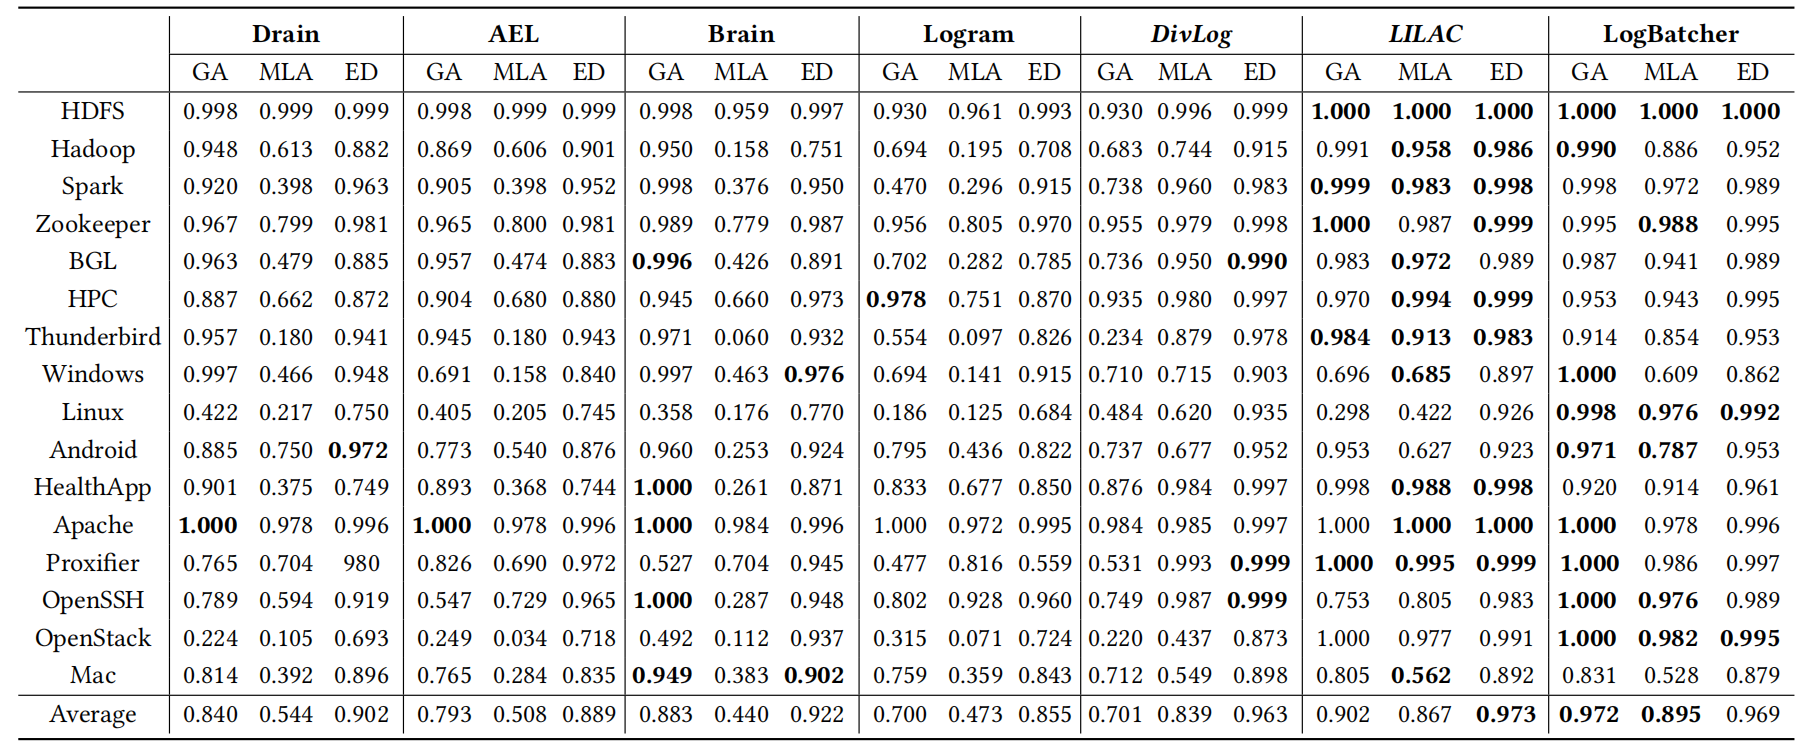 Drain AEL Brain Logram DivLog LILAC LogBatcher
GA MLA ED GA MLA ED GA MLA ED GA MLA ED GA MLA ED GA MLA ED GA MLA ED
HDFS 0.998 0.999 0.999 0.998 0.999 0.999 0.998 0.959 0.997 0.930 0.961 0.993 0.930 0.996 0.999 1.000 1.000 1.000 1.000 1.000 1.000
Hadoop 0.948 0.613 0.882 0.869 0.606 0.901 0.950 0.158 0.751 0.694 0.195 0.708 0.683 0.744 0.915 0.991 0.958 0.986 0.990 0.886 0.952
Spark 0.920 0.398 0.963 0.905 0.398 0.952 0.998 0.376 0.950 0.470 0.296 0.915 0.738 0.960 0.983 0.999 0.983 0.998 0.998 0.972 0.989
Zookeeper 0.967 0.799 0.981 0.965 0.800 0.981 0.989 0.779 0.987 0.956 0.805 0.970 0.955 0.979 0.998 1.000 0.987 0.999 0.995 0.988 0.995
BGL 0.963 0.479 0.885 0.957 0.474 0.883 0.996 0.426 0.891 0.702 0.282 0.785 0.736 0.950 0.990 0.983 0.972 0.989 0.987 0.941 0.989
HPC 0.887 0.662 0.872 0.904 0.680 0.880 0.945 0.660 0.973 0.978 0.751 0.870 0.935 0.980 0.997 0.970 0.994 0.999 0.953 0.943 0.995
Thunderbird 0.957 0.180 0.941 0.945 0.180 0.943 0.971 0.060 0.932 0.554 0.097 0.826 0.234 0.879 0.978 0.984 0.913 0.983 0.914 0.854 0.953
Windows 0.997 0.466 0.948 0.691 0.158 0.840 0.997 0.463 0.976 0.694 0.141 0.915 0.710 0.715 0.903 0.696 0.685 0.897 1.000 0.609 0.862
Linux 0.422 0.217 0.750 0.405 0.205 0.745 0.358 0.176 0.770 0.186 0.125 0.684 0.484 0.620 0.935 0.298 0.422 0.926 0.998 0.976 0.992
Android 0.885 0.750 0.972 0.773 0.540 0.876 0.960 0.253 0.924 0.795 0.436 0.822 0.737 0.677 0.952 0.953 0.627 0.923 0.971 0.787 0.953
HealthApp 0.901 0.375 0.749 0.893 0.368 0.744 1.000 0.261 0.871 0.833 0.677 0.850 0.876 0.984 0.997 0.998 0.988 0.998 0.920 0.914 0.961
Apache 1.000 0.978 0.996 1.000 0.978 0.996 1.000 0.984 0.996 1.000 0.972 0.995 0.984 0.985 0.997 1.000 1.000 1.000 1.000 0.978 0.996
Proxifier 0.765 0.704 980 0.826 0.690 0.972 0.527 0.704 0.945 0.477 0.816 0.559 0.531 0.993 0.999 1.000 0.995 0.999 1.000 0.986 0.997
OpenSSH 0.789 0.594 0.919 0.547 0.729 0.965 1.000 0.287 0.948 0.802 0.928 0.960 0.749 0.987 0.999 0.753 0.805 0.983 1.000 0.976 0.989
OpenStack 0.224 0.105 0.693 0.249 0.034 0.718 0.492 0.112 0.937 0.315 0.071 0.724 0.220 0.437 0.873 1.000 0.977 0.991 1.000 0.982 0.995
Mac 0.814 0.392 0.896 0.765 0.284 0.835 0.949 0.383 0.902 0.759 0.359 0.843 0.712 0.549 0.898 0.805 0.562 0.892 0.831 0.528 0.879
Average 0.840 0.544 0.902 0.793 0.508 0.889 0.883 0.440 0.922 0.700 0.473 0.855 0.701 0.839 0.963 0.902 0.867 0.973 0.972 0.895 0.969